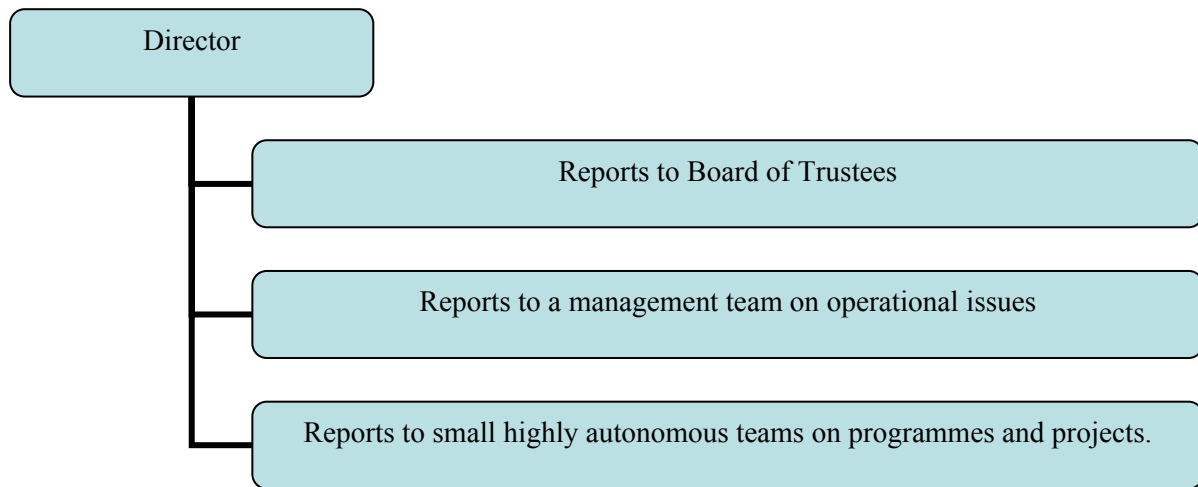 Director
Reports to Board of Trustees
Reports to a management team on operational issues
Reports to small highly autonomous teams on programmes and projects.